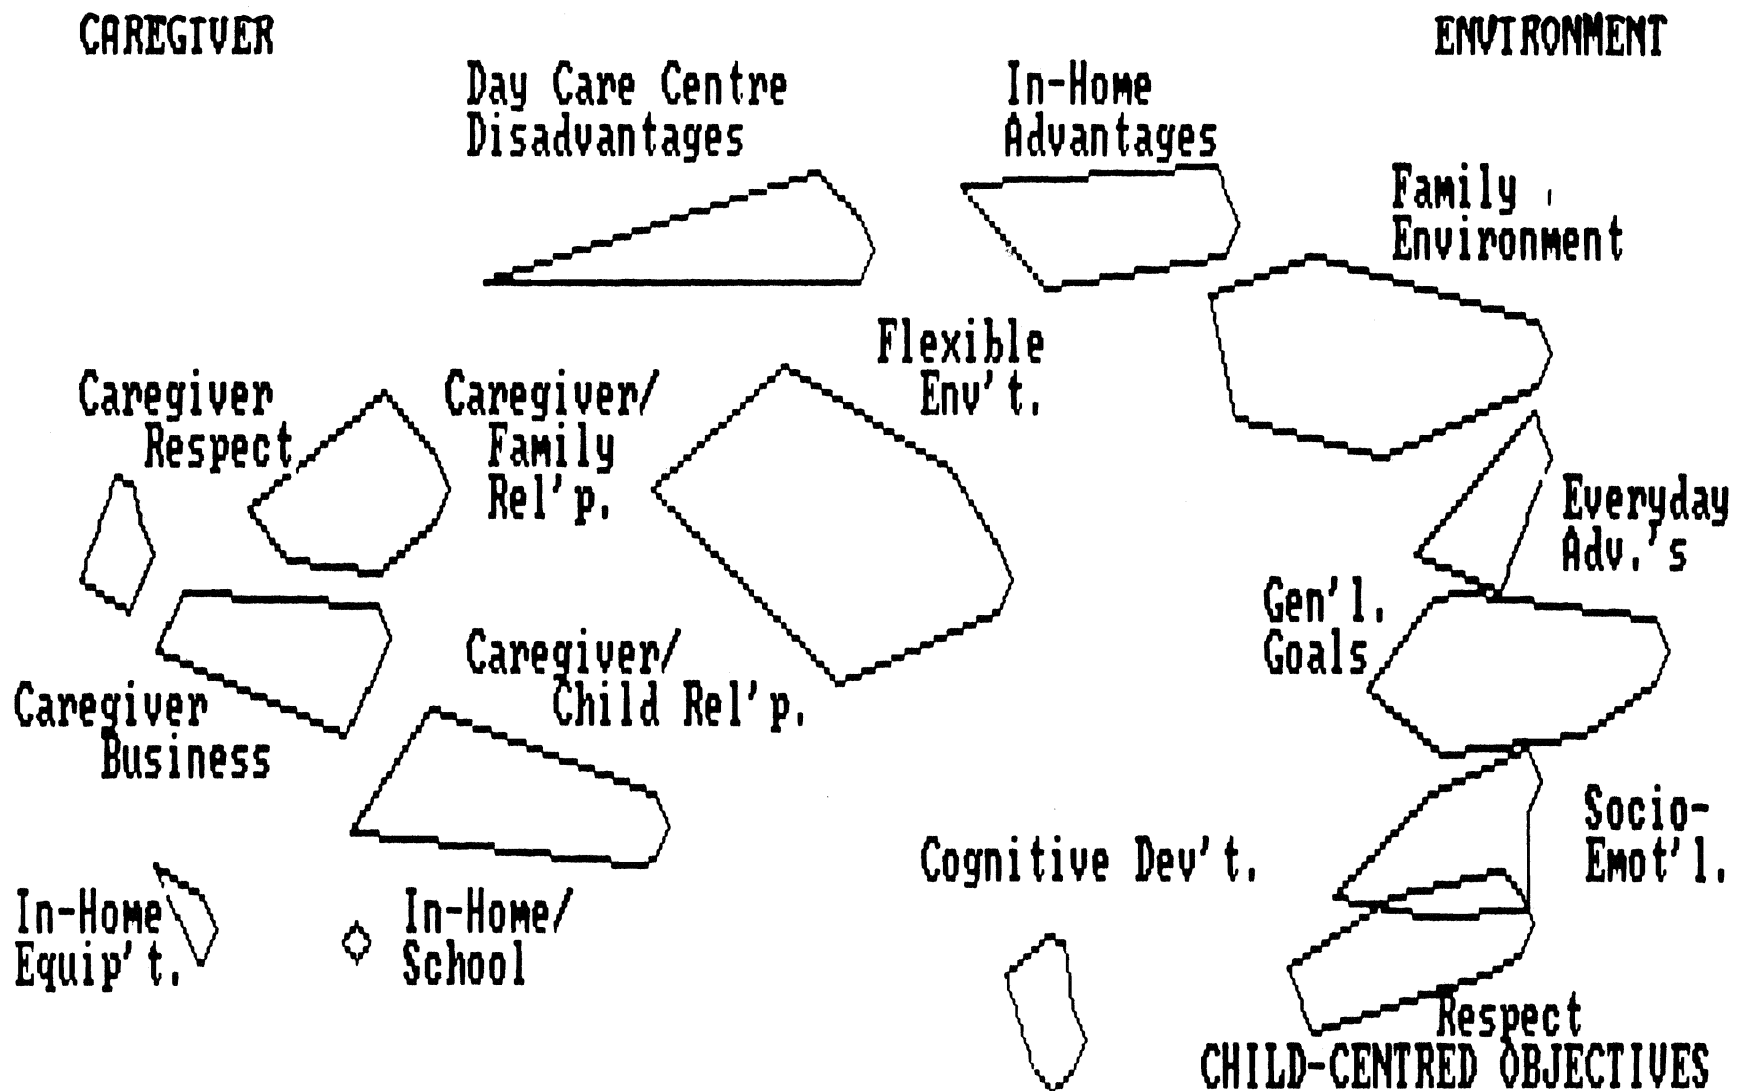 CAREGIVER
ENVIRONMENT
Day Care Centre
Disadvantages
In-Home
Advantages
Family
Environment
Flexible
Env't.
Caregiver
Respect
Caregiver/
Family
Rel'p.
Everyday
Adv.'s
Gen'l.
Goals
Caregiver/
Child Rel'p.
Caregiver
Business
Socio-
Emot'l.
Cognitive Dev't.
In-Home
Equip't.
In-Home/
School
Respect
CHILD-CENTRED OBJECTIVES